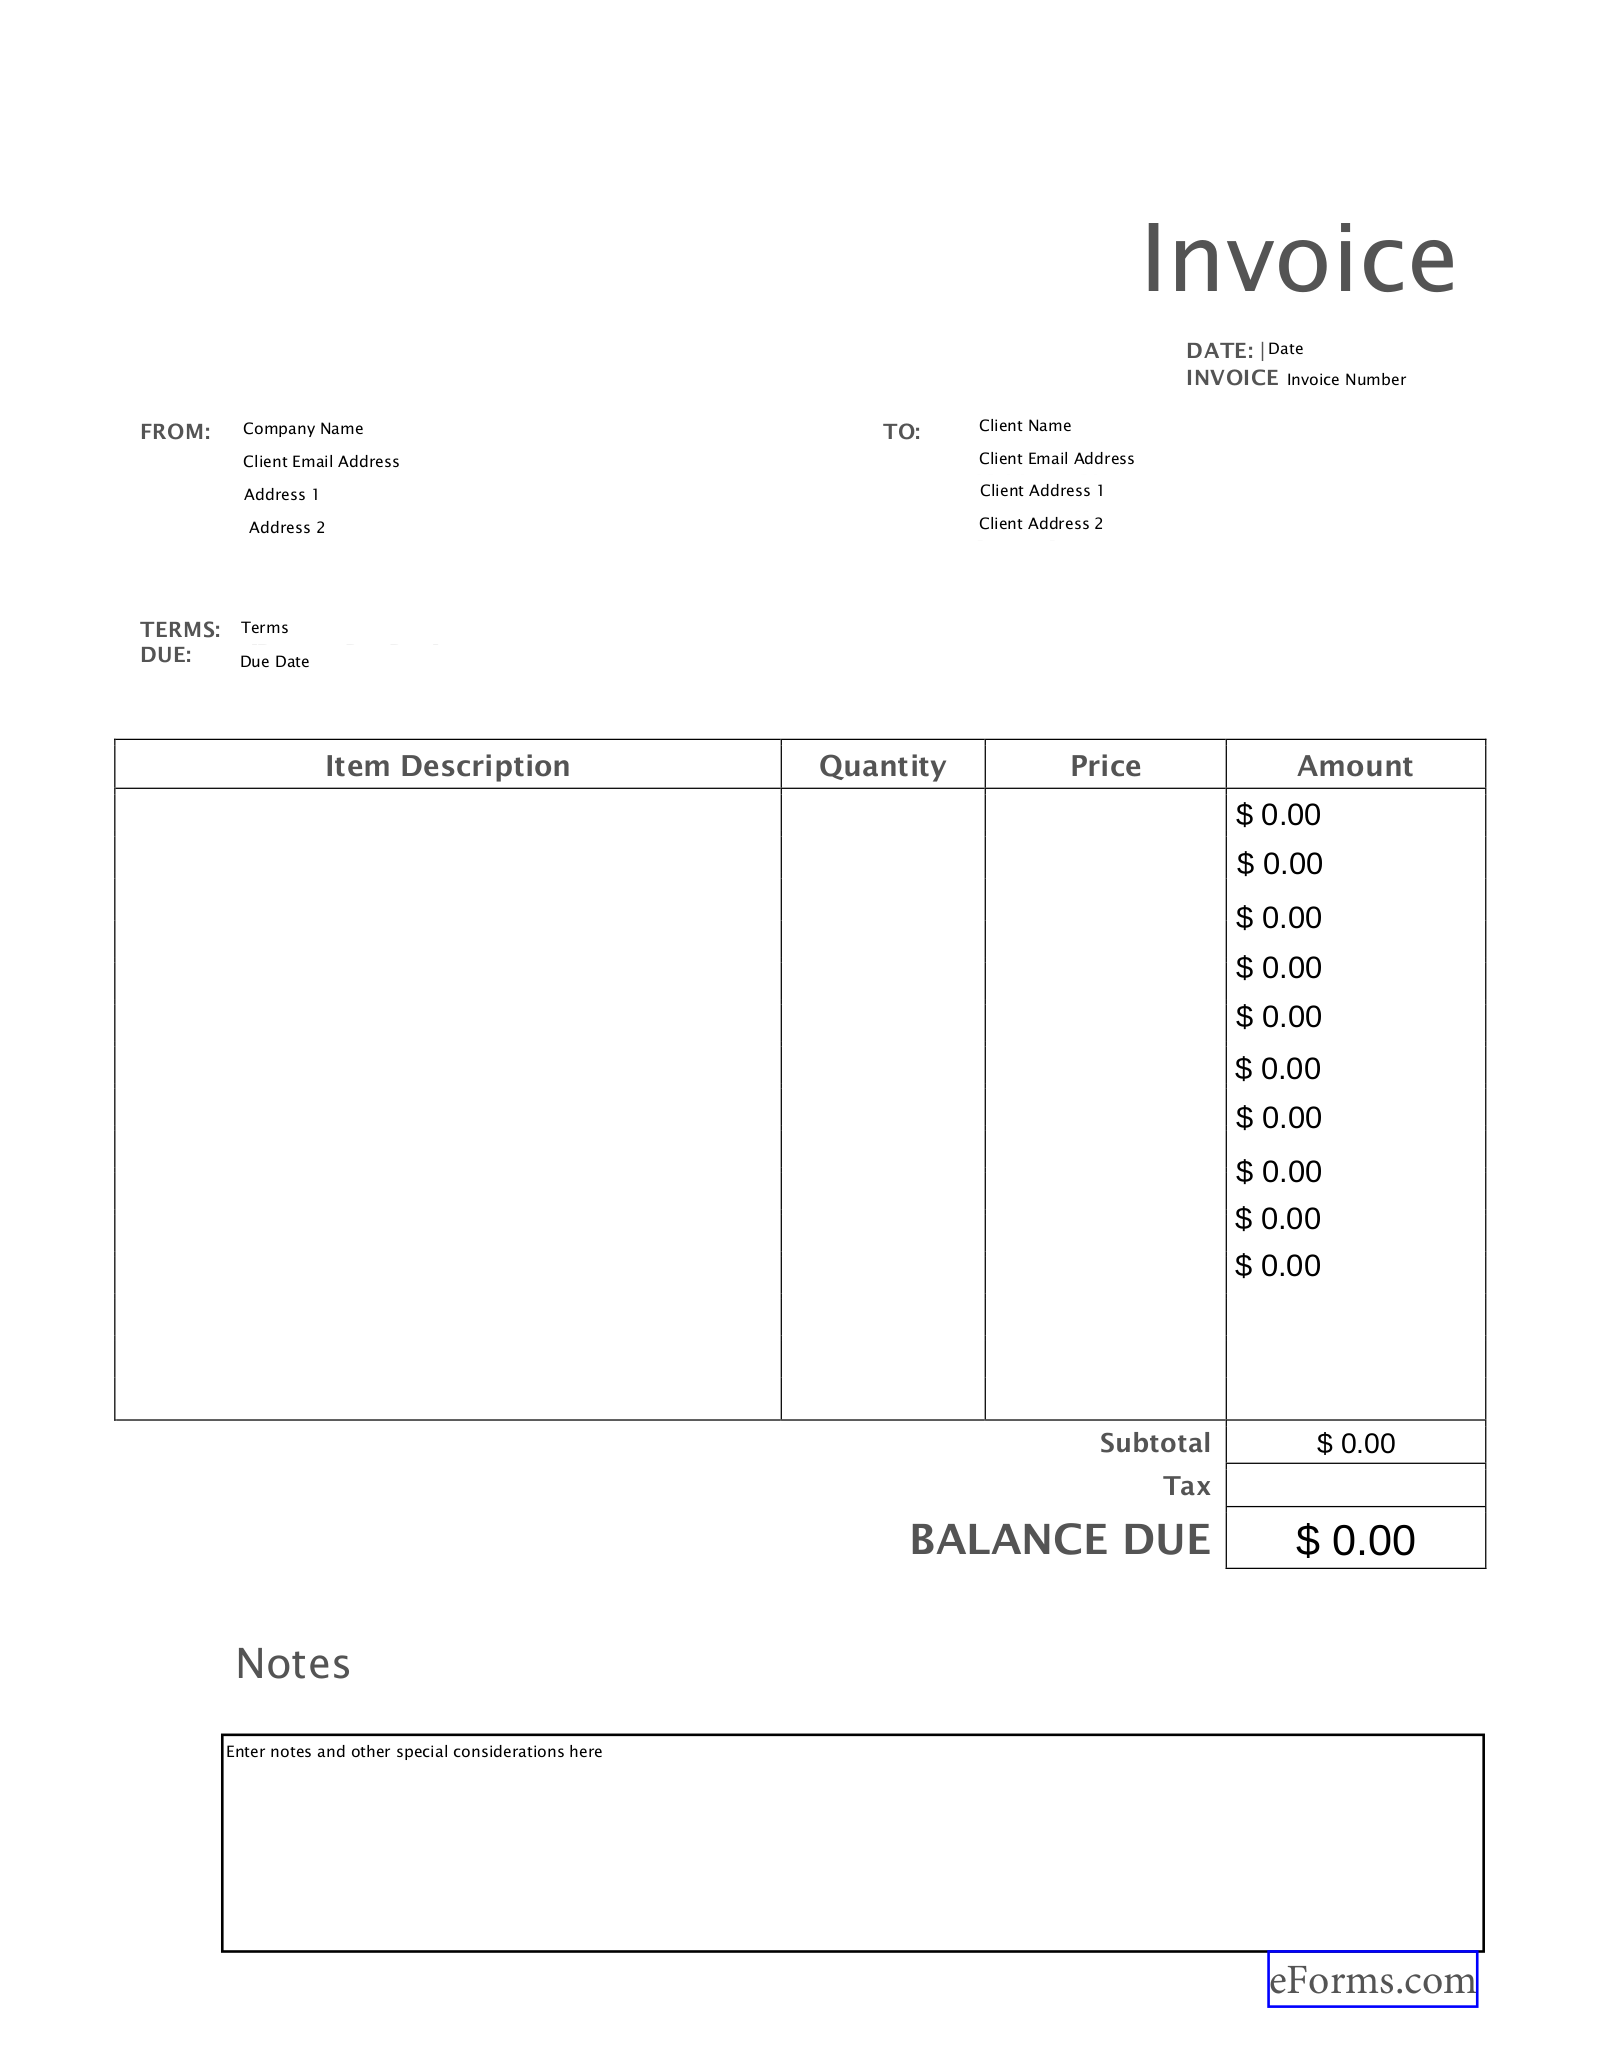 Invoice
DATE: |Date
INVOICE Invoice Number
FROM: Company Name
Client Email Address
Address 1
Address 2
TO: Client Name
Client Email Address
Client Address 1
Client Address 2
TERMS: Terms
DUE: Due Date
Item Description Quantity Price Amount
$ 0.00
$ 0.00
$ 0.00
$ 0.00
$ 0.00
$ 0.00
$ 0.00
$ 0.00
$ 0.00
$ 0.00
Subtotal $ 0.00
Tax
BALANCE DUE $ 0.00
Notes
Enter notes and other special considerations here
eForms.com